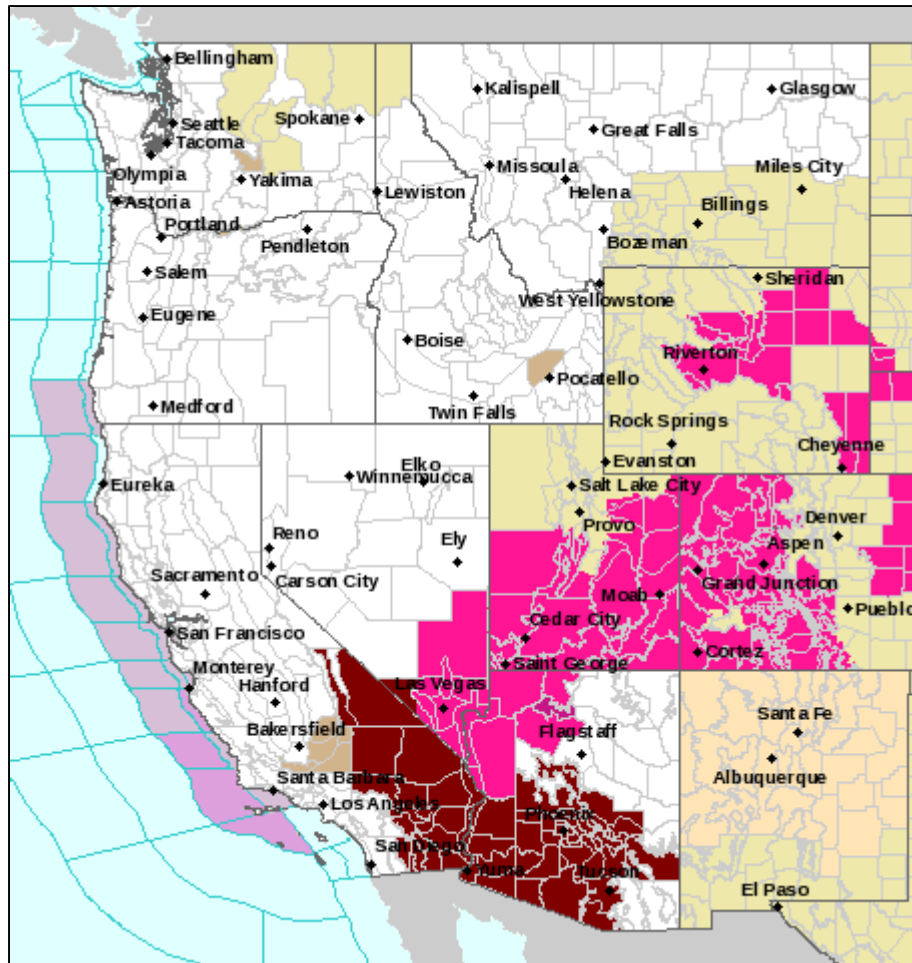 Bellingham
Kalispell
Glasgow
Seattle
Spokane
Great Falls
Tacoma
Olympia
Missoula
Miles City
Yakima
Helena
Lewiston
Astoria
Billings
Portland
Pendleton
Bozeman
Salem
Sheridan
West Yellowstone
Eugene
Boise
Riverton
Pocatello
Medford
Twin Falls
Rock Springs
Cheyenne
Elko
Evanston
Eureka
Winnemucca
Salt Lake City
Provo
Denver
Reno
Ely
Aspen
Carson City
Grand Junction
Sacramento
Moab
Pueblo
San Francisco
Cedar City
Cortez
Saint George
Monterey
Las Vegas
Hanford
Santa Fe
Flagstaff
Bakersfield
Albuquerque
Santa Barbara
Los Angeles
Phoenix
San Diego
Yuma
Tucson
El Paso